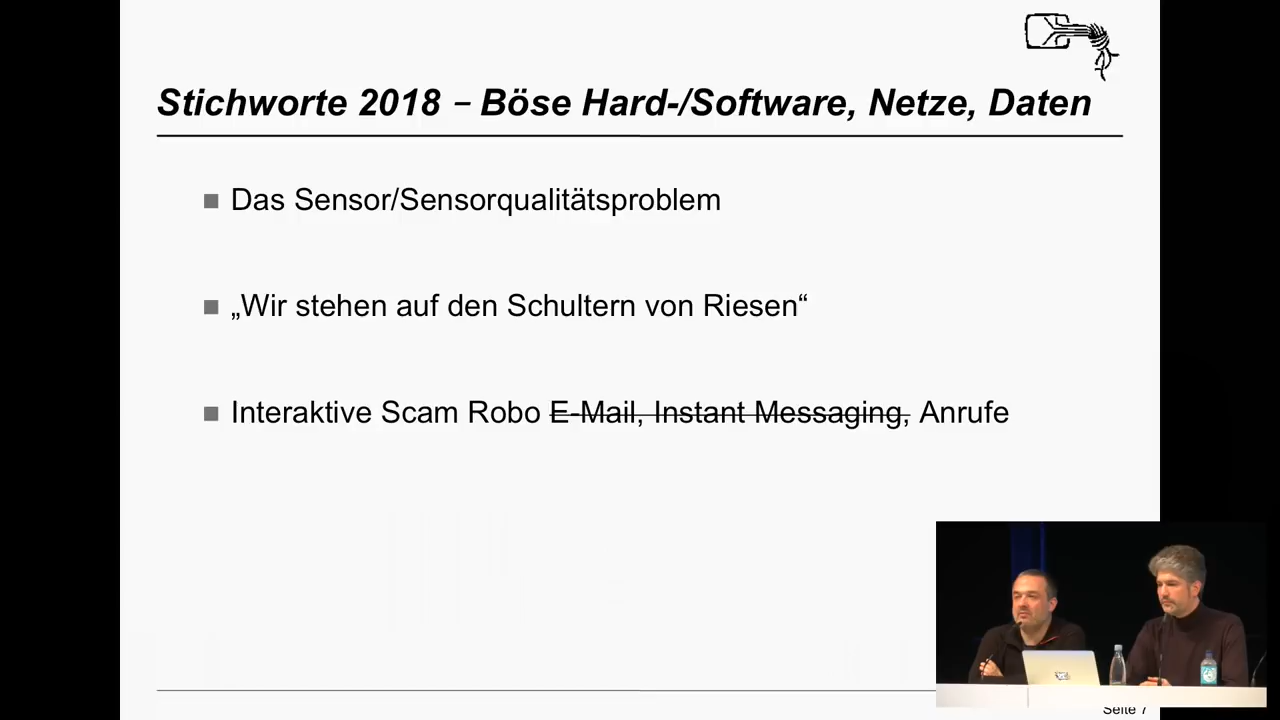 Stichworte 2018 – Böse Hard-/Software, Netze, Daten
Das Sensor/Sensorqualitätsproblem
„Wir stehen auf den Schultern von Riesen“
Interaktive Scam Robo E-Mail, Instant Messaging, Anrufe
Seite 7